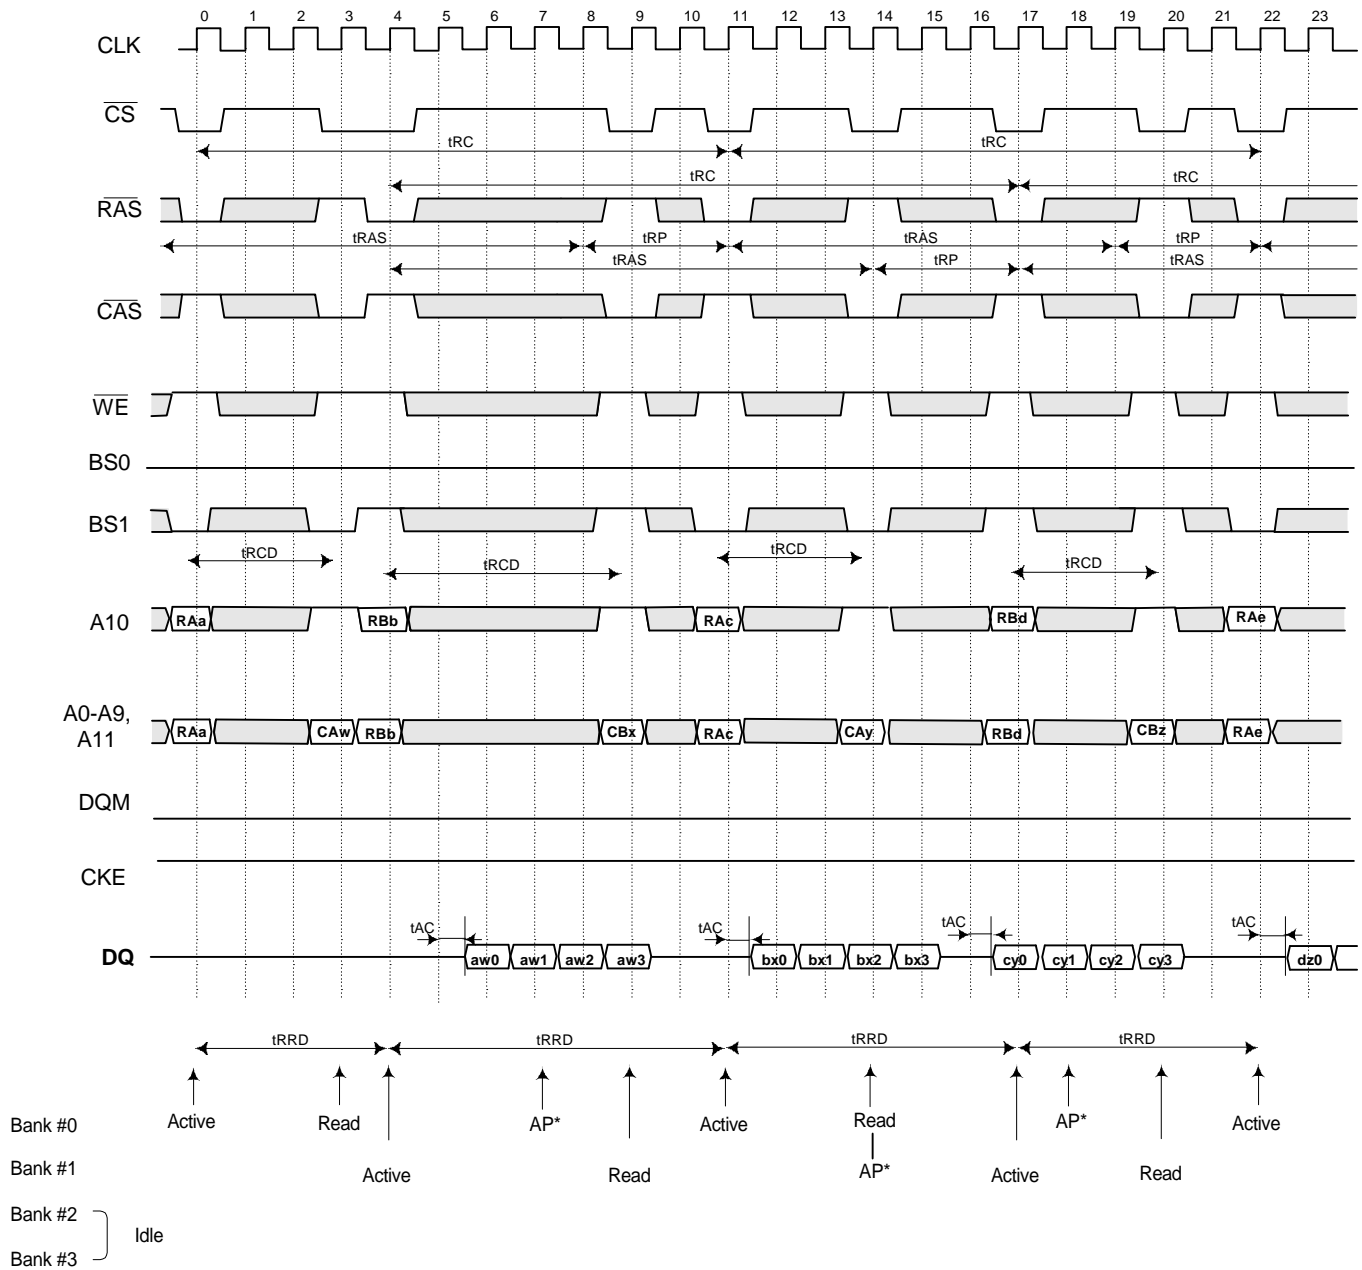 0 1 2 3 4 5 6 7 8 9 10 11 12 13 14 15 16 17 18 19 20 21 22 23
CLK
CS
tRC tRC
tRC tRC
RAS
tRAS tRP tRAS tRP
tRAS tRP tRAS
CAS
WE
BS0
BS1
tRCD tRCD tRCD tRCD
A10 RAa RBb RAc RBd RAe
A0-A9,
A11 RAa CAw RBb CBx RAc CAy RBd CBz RAe
DQM
CKE
tAC tAC tAC tAC
DQ aw0 aw1 aw2 aw3 bx0 bx1 bx2 bx3 cy0 cy1 cy2 cy3 dz0
tRRD tRRD tRRD tRRD
Bank #0 Active Read AP* Active Read AP* Active
Bank #1 Active Read AP* Active Read
Bank #2
Idle
Bank #3